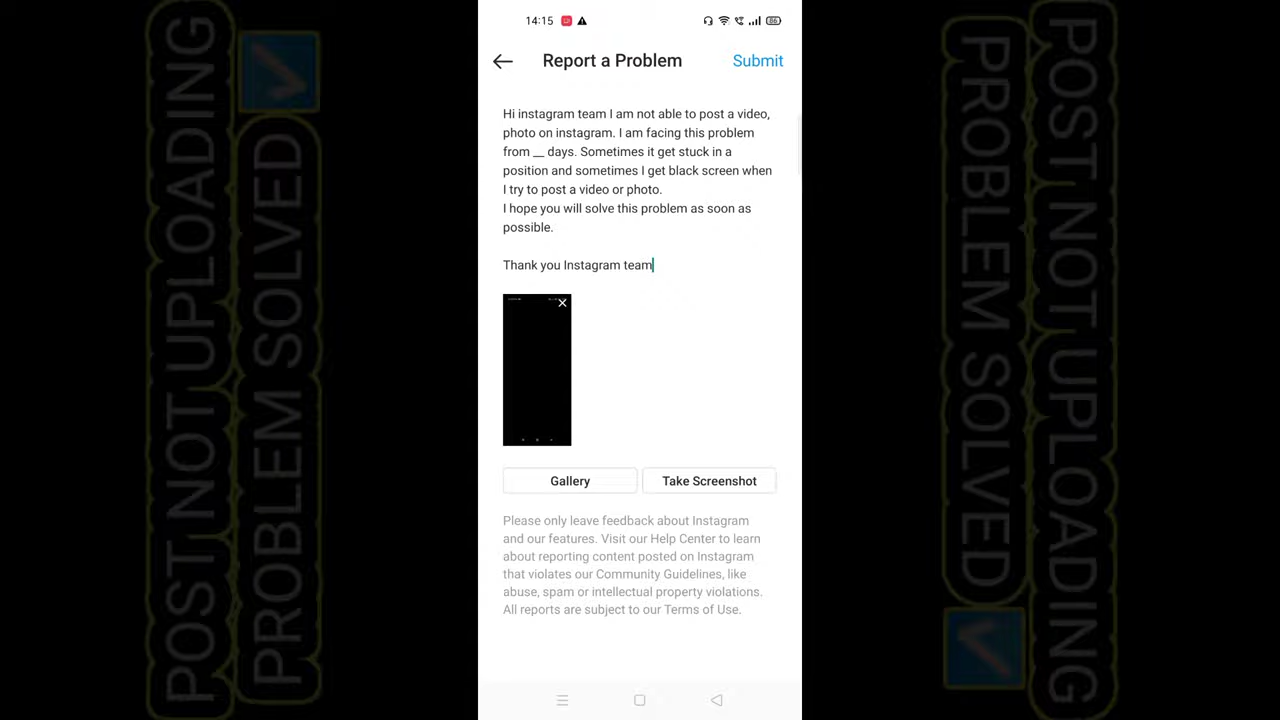 POST NOT UPLOADING
PROBLEM SOLVED
14:15
86
Report a Problem
Submit
Hi instagram team I am not able to post a video,
photo on instagram. I am facing this problem
from __ days. Sometimes it get stuck in a
position and sometimes I get black screen when
I try to post a video or photo.
I hope you will solve this problem as soon as
possible.
Thank you Instagram team
Gallery
Take Screenshot
Please only leave feedback about Instagram
and our features. Visit our Help Center to learn
about reporting content posted on Instagram
that violates our Community Guidelines, like
abuse, spam or intellectual property violations.
All reports are subject to our Terms of Use.
POST NOT UPLOADING
PROBLEM SOLVED